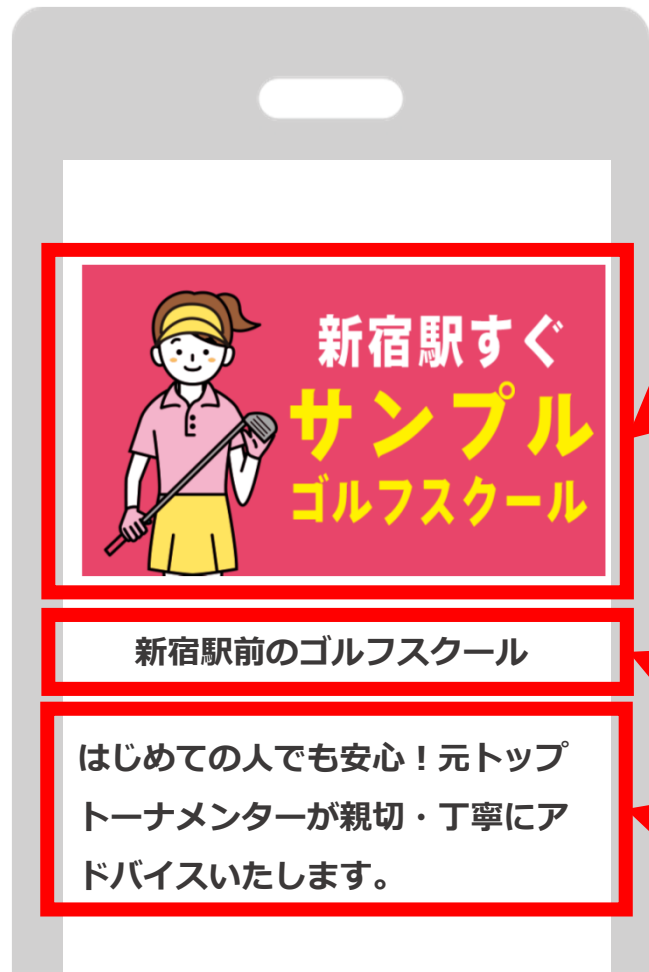 新宿駅すぐ
サンプル
ゴルフスクール
新宿駅前のゴルフスクール
はじめての人でも安心！元トップ
トーナメンターが親切・丁寧にア
ドバイスいたします。